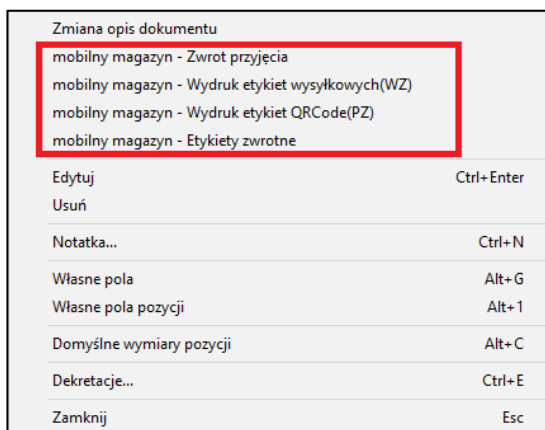 Zmiana opis dokumentu
mobilny magazyn - Zwrot przyjęcia
mobilny magazyn - Wydruk etykiet wysyłkowych(WZ)
mobilny magazyn - Wydruk etykiet QRCode(PZ)
mobilny magazyn - Etykiety zwrotne
Edytuj Ctrl+Enter
Usuń
Notatka... Ctrl+N
Własne pola Alt+G
Własne pola pozycji Alt+1
Domyślne wymiary pozycji Alt+C
Dekretacje... Ctrl+E
Zamknij Esc